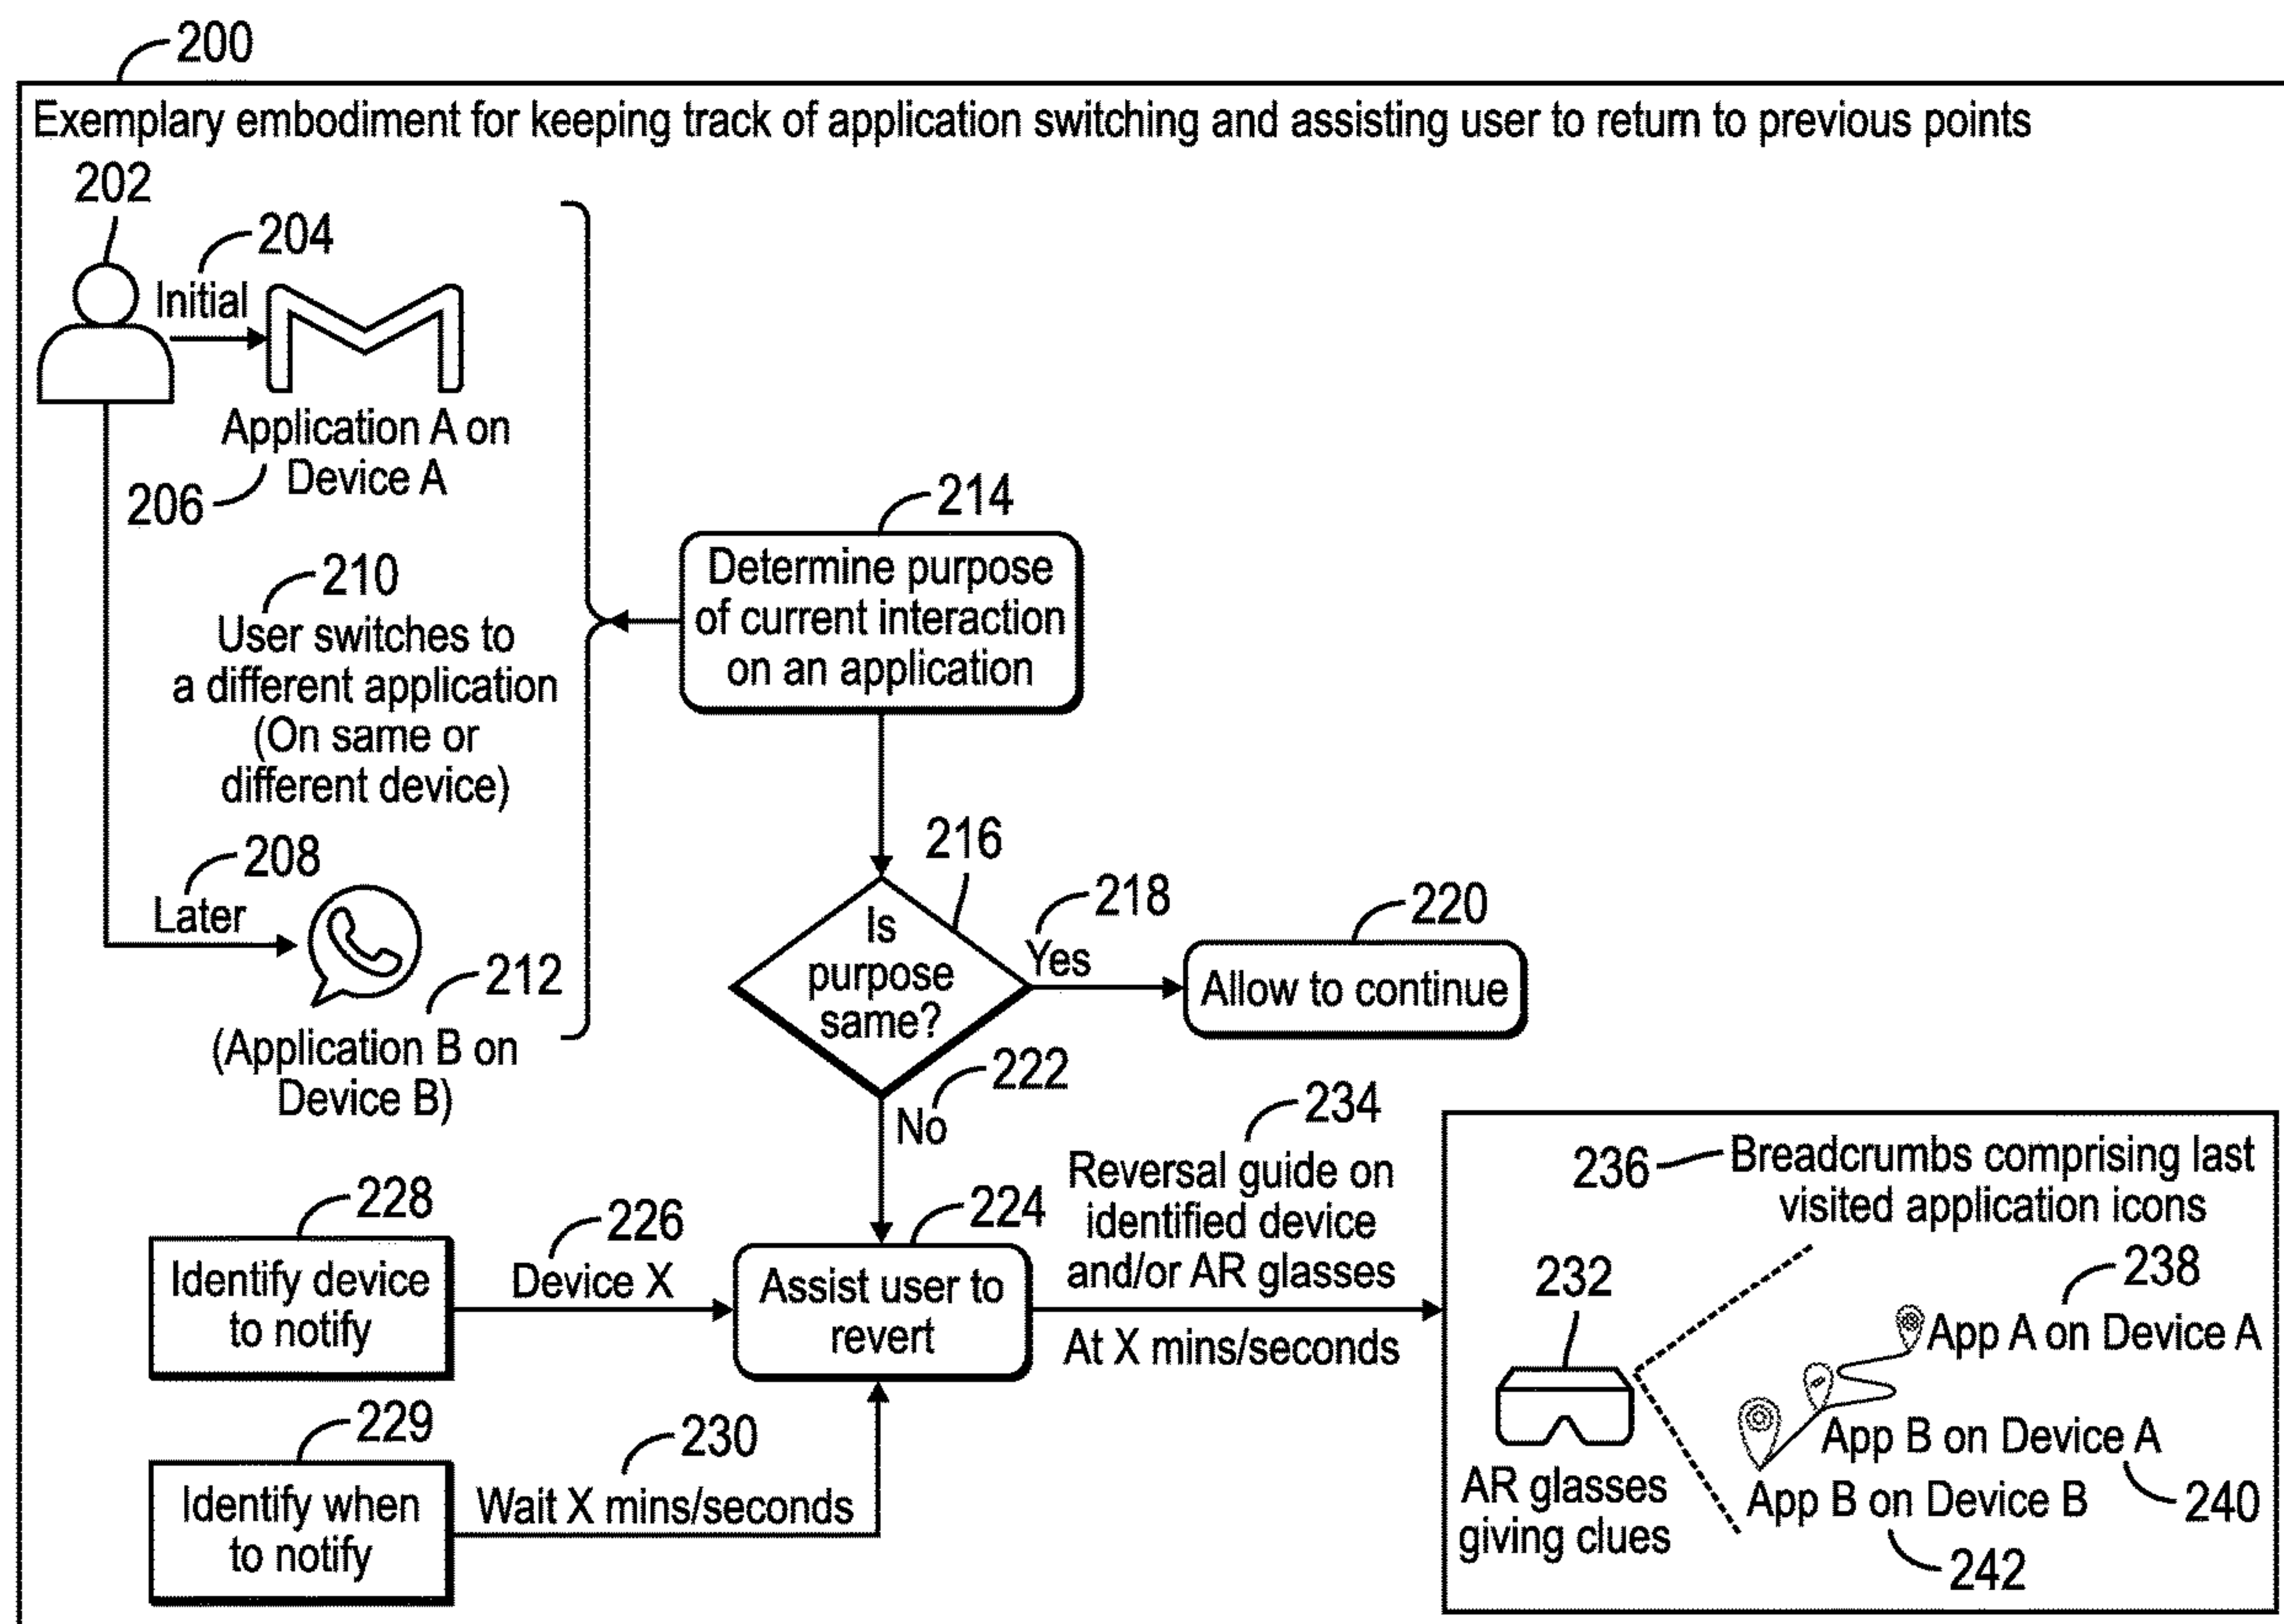 200
Exemplary embodiment for keeping track of application switching and assisting user to return to previous points
202
204
Initial
Application A on
Device A
206
210
User switches to
a different application
(On same or
different device)
208
Later
212
(Application B on
Device B)
214
Determine purpose
of current interaction
on an application
216
Is
purpose
same?
218
Yes
220
Allow to continue
222
No
228
Identify device
to notify
226
Device X
224
Assist user to
revert
229
Identify when
to notify
230
Wait X mins/seconds
234
Reversal guide on
identified device
and/or AR glasses
At X mins/seconds
236
Breadcrumbs comprising last
visited application icons
232
AR glasses
giving clues
238
App A on Device A
App B on Device A
240
App B on Device B
242